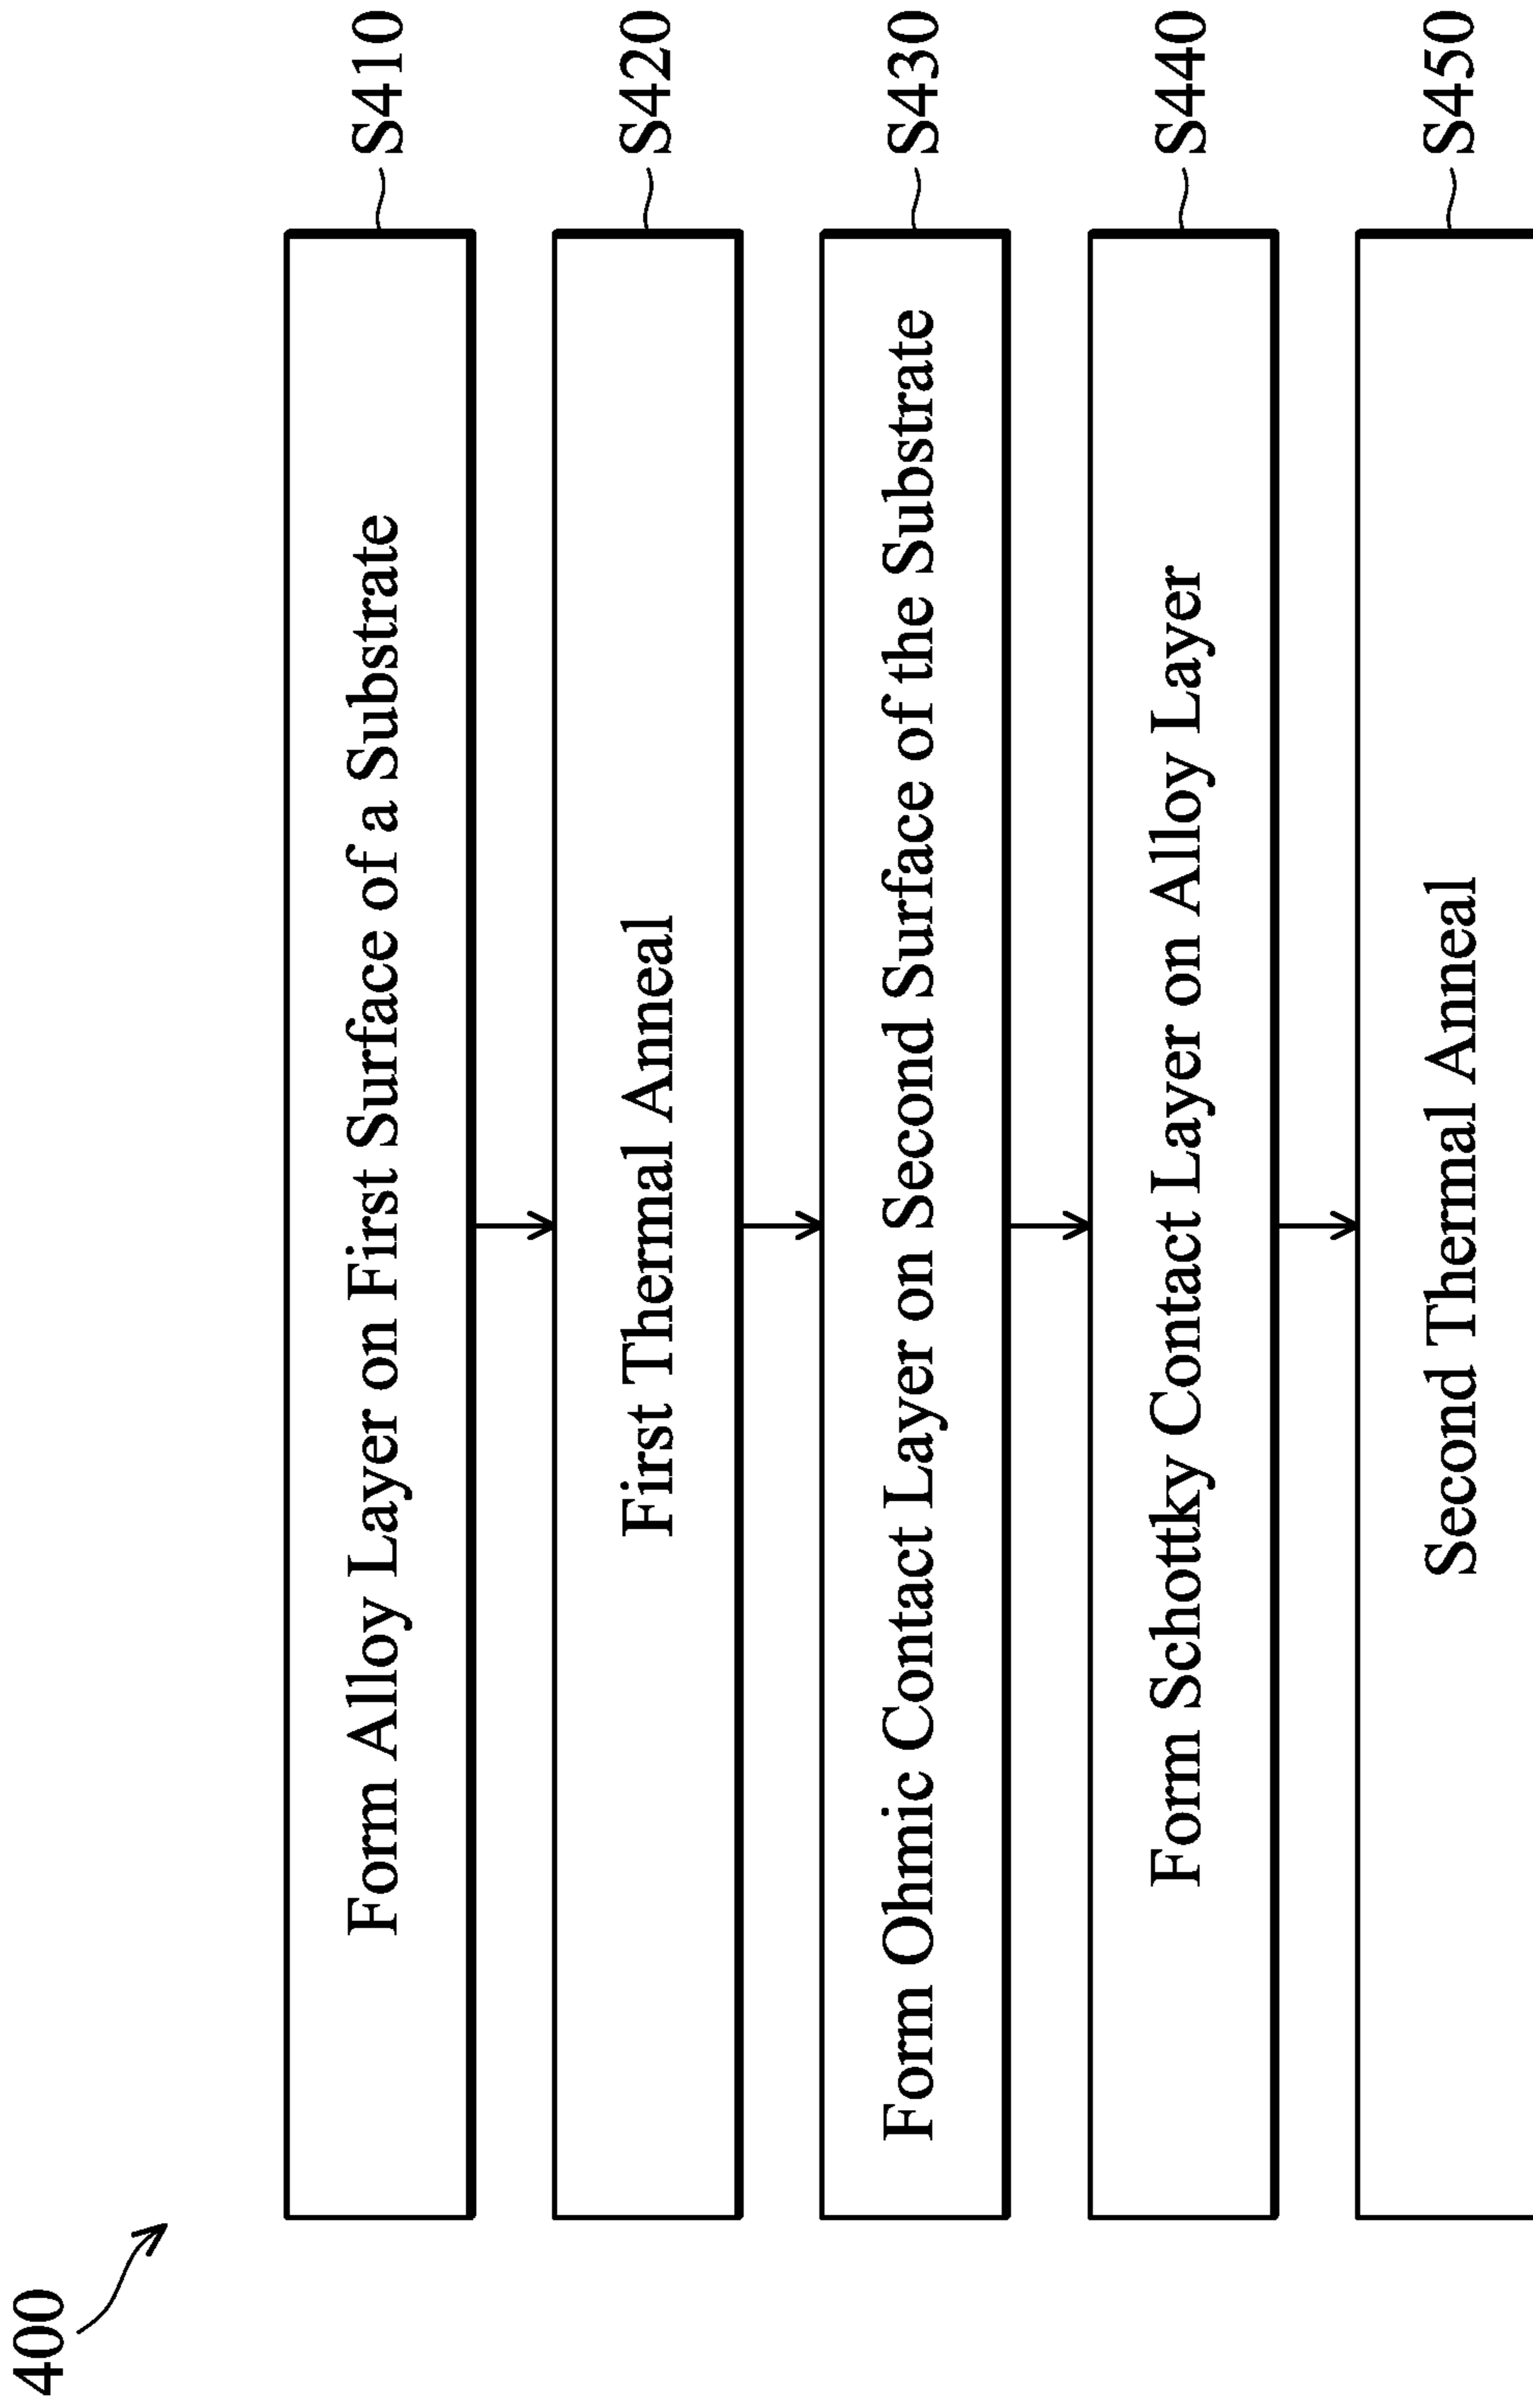 400
Form Alloy Layer on First Surface of a Substrate
S410
First Thermal Anneal
S420
Form Ohmic Contact Layer on Second Surface of the Substrate
S430
Form Schottky Contact Layer on Alloy Layer
S440
Second Thermal Anneal
S450